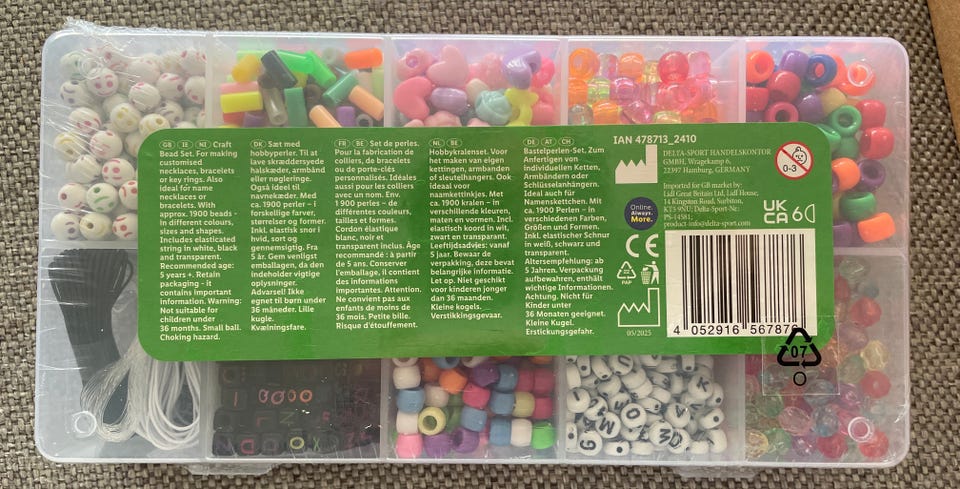 GB IE NI Craft
Bead Set. For making
customised
necklaces, bracelets
or key rings. Also
ideal for name
necklaces or
bracelets. With
approx. 1900 beads -
in different colours,
sizes and shapes.
Includes elasticated
string in white, black
and transparent.
Recommended age:
5 years +. Retain
packaging - it
contains important
information. Warning:
Not suitable for
children under
36 months. Small ball.
Choking hazard.
DK Sæt med
hobbyperler. Til at
lave skræddersyede
halskæder, armbånd
eller nøgleringe.
Også ideel til
navnekæder. Med
ca. 1900 perler – i
forskellige farver,
størrelser og former.
Inkl. elastisk snor i
hvid, sort og
gennemsigtig. Fra
5 år. Gem venligst
emballagen, da den
indeholder vigtige
oplysninger.
Advarsel! Ikke
egnet til børn under
36 måneder. Lille
kugle.
Kvælningsfare.
FR BE Set de perles.
Pour la fabrication de
colliers, de bracelets
ou de porte-clés
personnalisés. Idéales
aussi pour les colliers
avec un nom. Env.
1 900 perles – de
différentes couleurs,
tailles et formes.
Cordon élastique
blanc, noir et
transparent inclus. Âge
recommandé : à partir
de 5 ans. Conserver
l'emballage, il contient
des informations
importantes. Attention.
Ne convient pas aux
enfants de moins de
36 mois. Petite bille.
Risque d'étouffement.
NL BE
Hobbykralenset. Voor
het maken van eigen
kettingen, armbanden
of sleutelhangers. Ook
ideaal voor
naamkettinkjes. Met
ca. 1900 kralen – in
verschillende kleuren,
maten en vormen. Incl.
elastisch koord in wit,
zwart en transparant.
Leeftijdsadvies: vanaf
5 jaar. Bewaar de
verpakking, deze bevat
belangrijke informatie.
Let op. Niet geschikt
voor kinderen jonger
dan 36 maanden.
Kleine kogels.
Verstikkingsgevaar.
DE AT CH
Bastelperlen-Set. Zum
Anfertigen von
individuellen Ketten,
Armbändern oder
Schlüsselanhängern.
Ideal auch für
Namensketten. Mit
ca. 1900 Perlen – in
verschiedenen Farben,
Größen und Formen.
Inkl. elastischer Schnur
in weiß, schwarz und
transparent.
Altersempfehlung: ab
5 Jahren. Verpackung
aufbewahren, enthält
wichtige Informationen.
Achtung. Nicht für
Kinder unter
36 Monaten geeignet.
Kleine Kugel.
Erstickungsgefahr.
IAN 478713_2410
DELTA-SPORT HANDELSKONTOR
GMBH, Wragekamp 6,
22397 Hamburg, GERMANY
0-3
Imported for GB market by:
Lidl Great Britain Ltd, Lidl House,
14 Kingston Road, Surbiton,
KT5 9NU; Delta-Sport-Nr.:
PS-14581;
product-info@delta-sport.com
UK
CA
Online.
Always.
More.
CE
PAP
05/2025
4 052916 567876
07